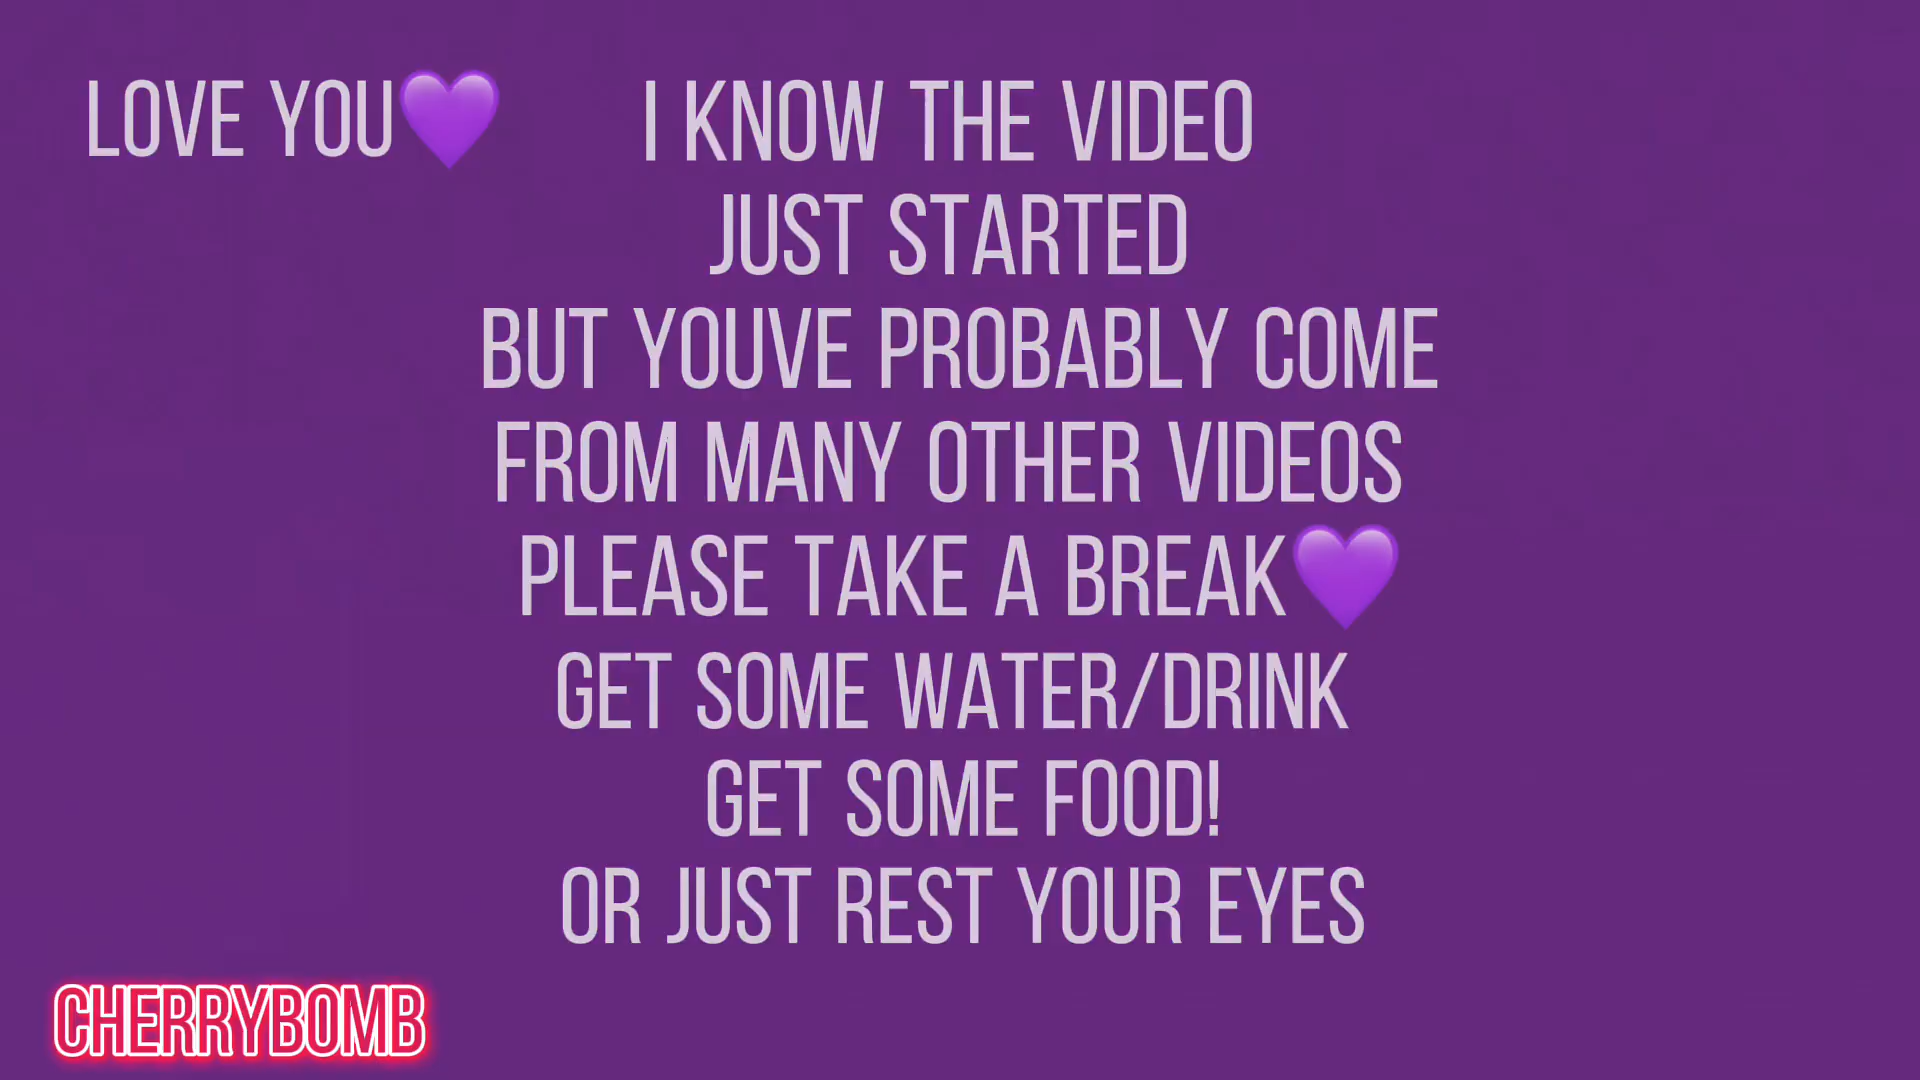 LOVE YOU💜
I KNOW THE VIDEO
JUST STARTED
BUT YOUVE PROBABLY COME
FROM MANY OTHER VIDEOS
PLEASE TAKE A BREAK💜
GET SOME WATER/DRINK
GET SOME FOOD!
OR JUST REST YOUR EYES
CHERRYBOMB